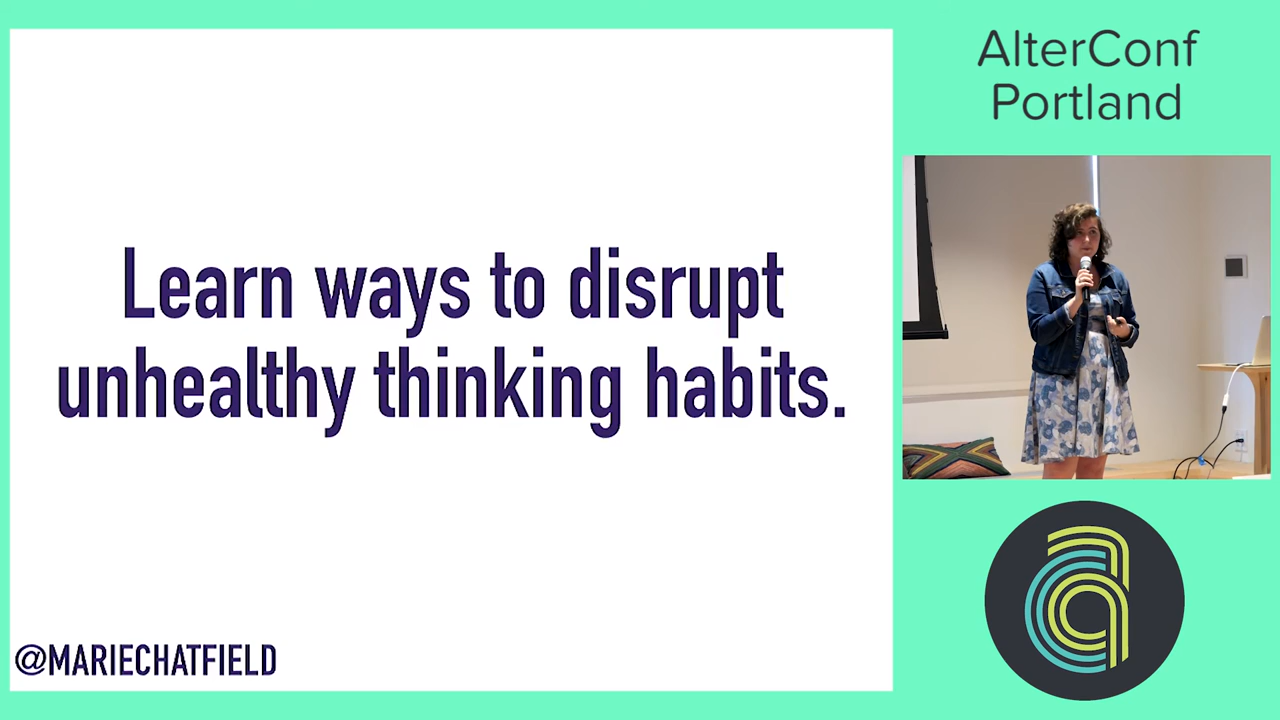 Learn ways to disrupt
unhealthy thinking habits.
@MARIECHATFIELD
AlterConf
Portland